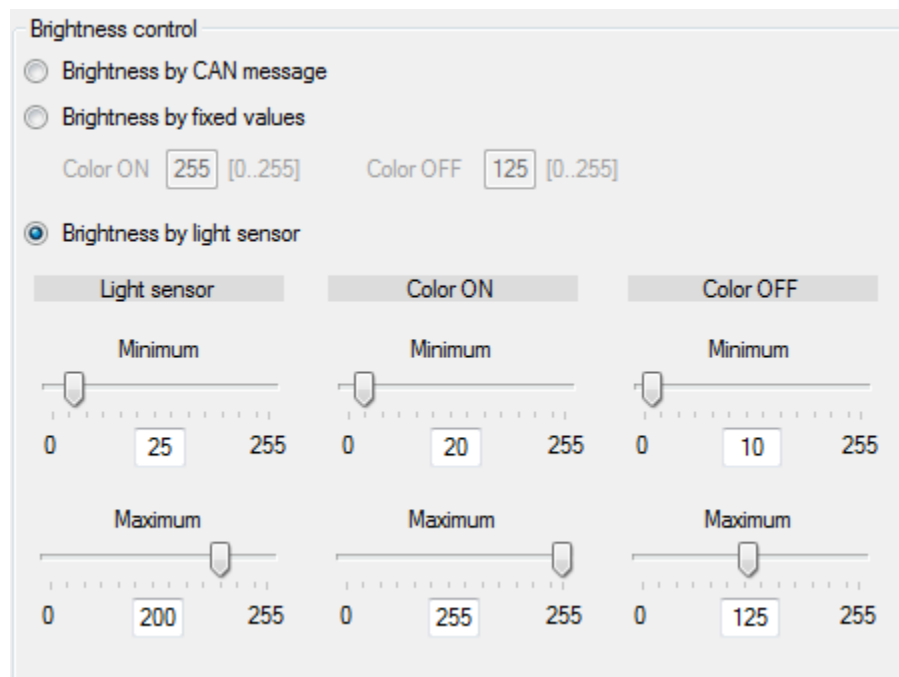 Brightness control
Brightness by CAN message
Brightness by fixed values
Color ON 255 [0..255] Color OFF 125 [0..255]
Brightness by light sensor
Light sensor Color ON Color OFF
Minimum Minimum Minimum
0 25 255 0 20 255 0 10 255
Maximum Maximum Maximum
0 200 255 0 255 255 0 125 255